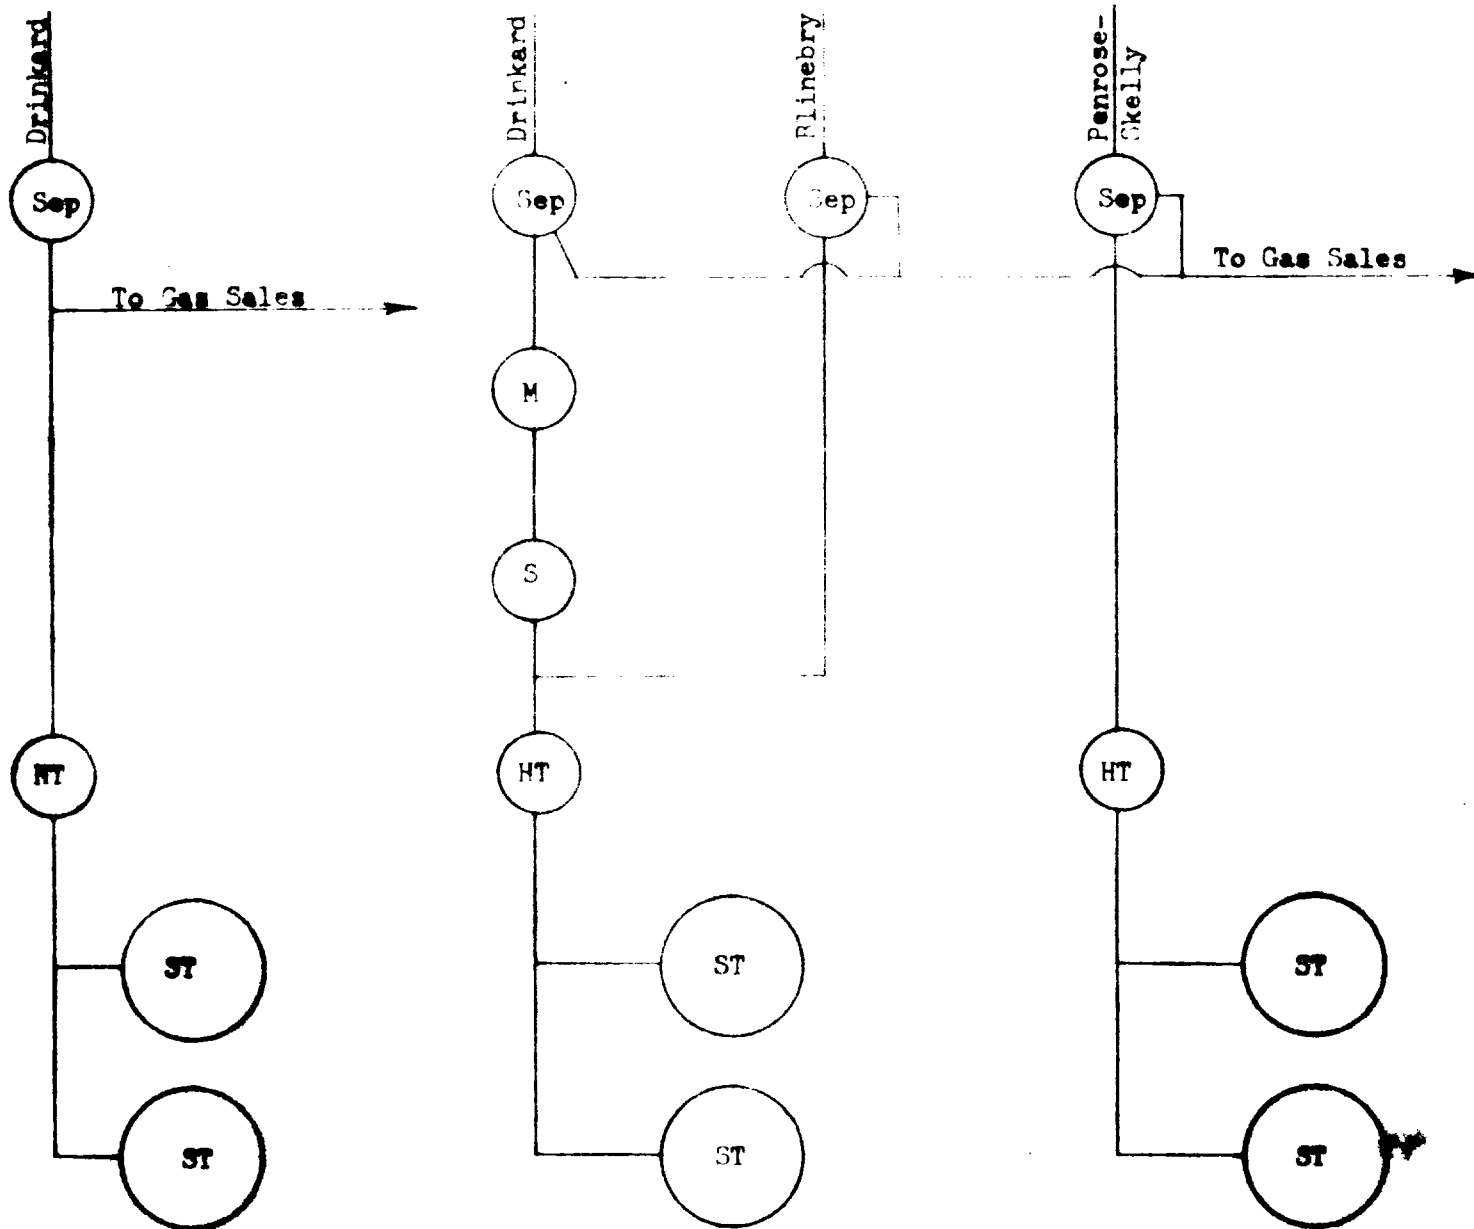 Drinkard
Drinkard
Blinebry
Penrose-
Skelly
Sep
Sep
Sep
Sep
To Gas Sales
To Gas Sales
M
S
HT
HT
HT
ST
ST
ST
ST
ST
ST